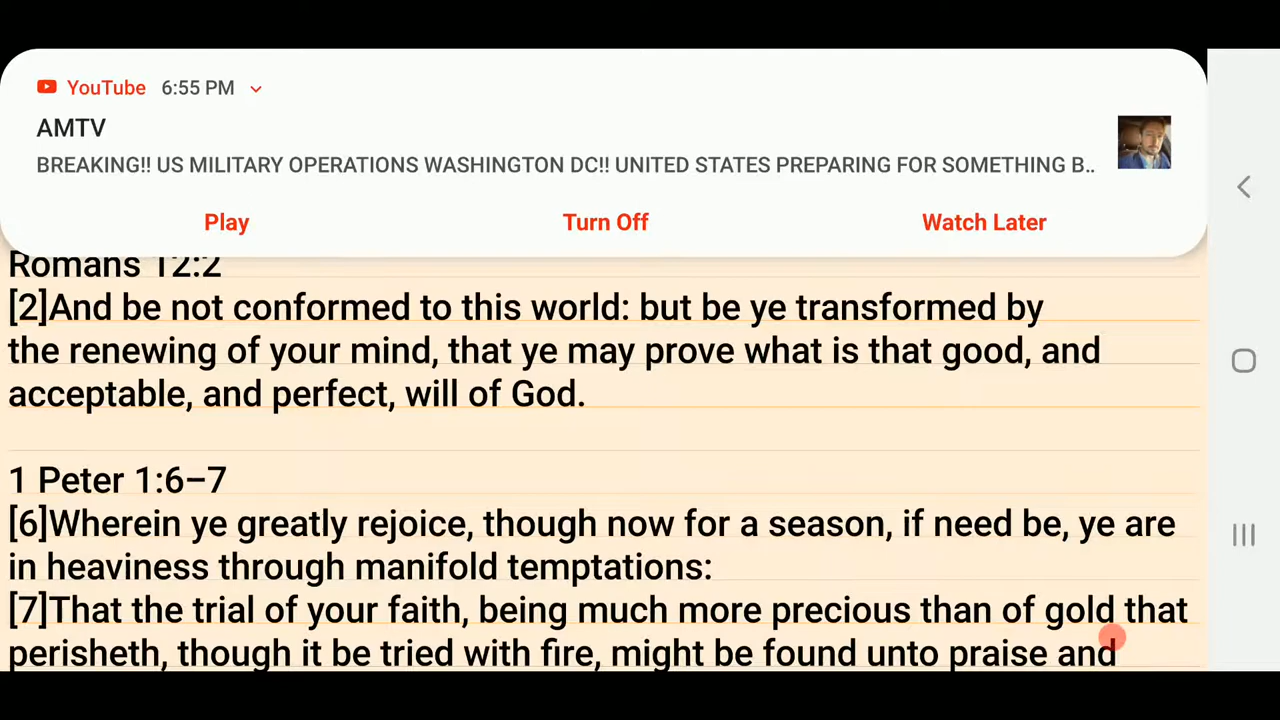 YouTube 6:55 PM
AMTV
BREAKING!! US MILITARY OPERATIONS WASHINGTON DC!! UNITED STATES PREPARING FOR SOMETHING B..
Play Turn Off Watch Later
Romans 12:2
[2]And be not conformed to this world: but be ye transformed by
the renewing of your mind, that ye may prove what is that good, and
acceptable, and perfect, will of God.
1 Peter 1:6–7
[6]Wherein ye greatly rejoice, though now for a season, if need be, ye are
in heaviness through manifold temptations:
[7]That the trial of your faith, being much more precious than of gold that
perisheth, though it be tried with fire, might be found unto praise and